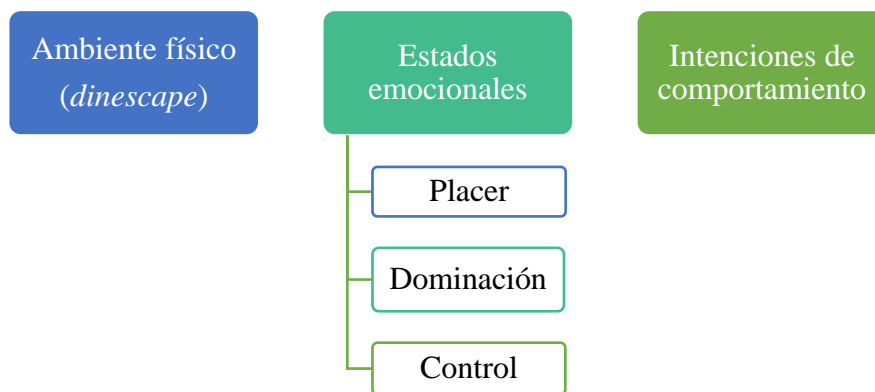 Ambiente físico
(dinescape)
Estados
emocionales
Intenciones de
comportamiento
Placer
Dominación
Control